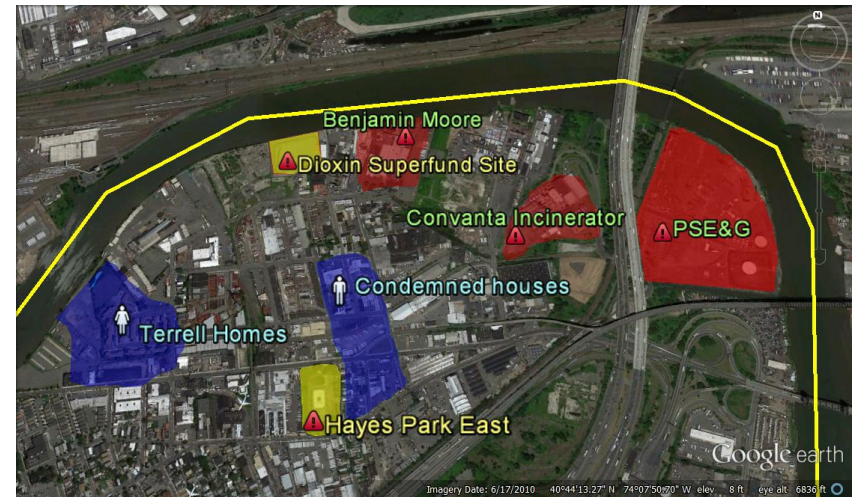 N
Benjamin Moore
Dioxin Superfund Site
Convanta Incinerator
PSE&G
Condemned houses
Terrell Homes
Hayes Park East
Google earth
Imagery Date: 6/17/2010 40°44'13.27" N 74°07'50.70" W elev 8 ft eye alt 6836 ft